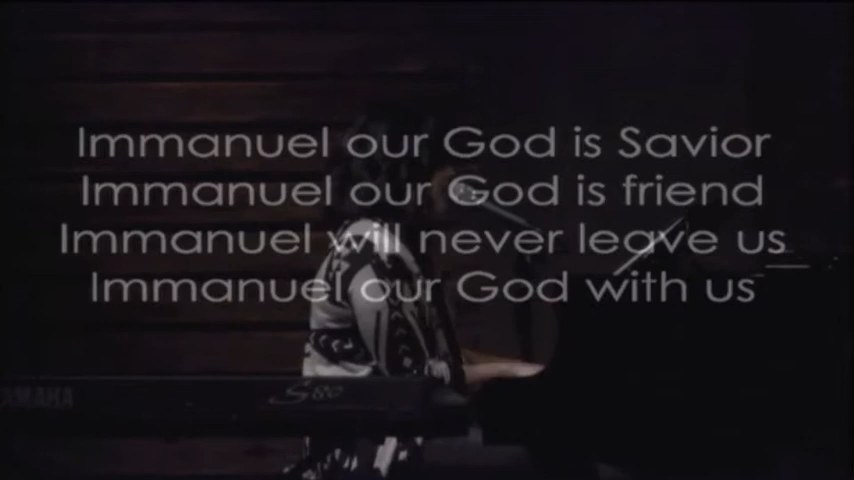 Immanuel our God is Savior
Immanuel our God is friend
Immanuel will never leave us
Immanuel our God with us
YAMAHA
S80